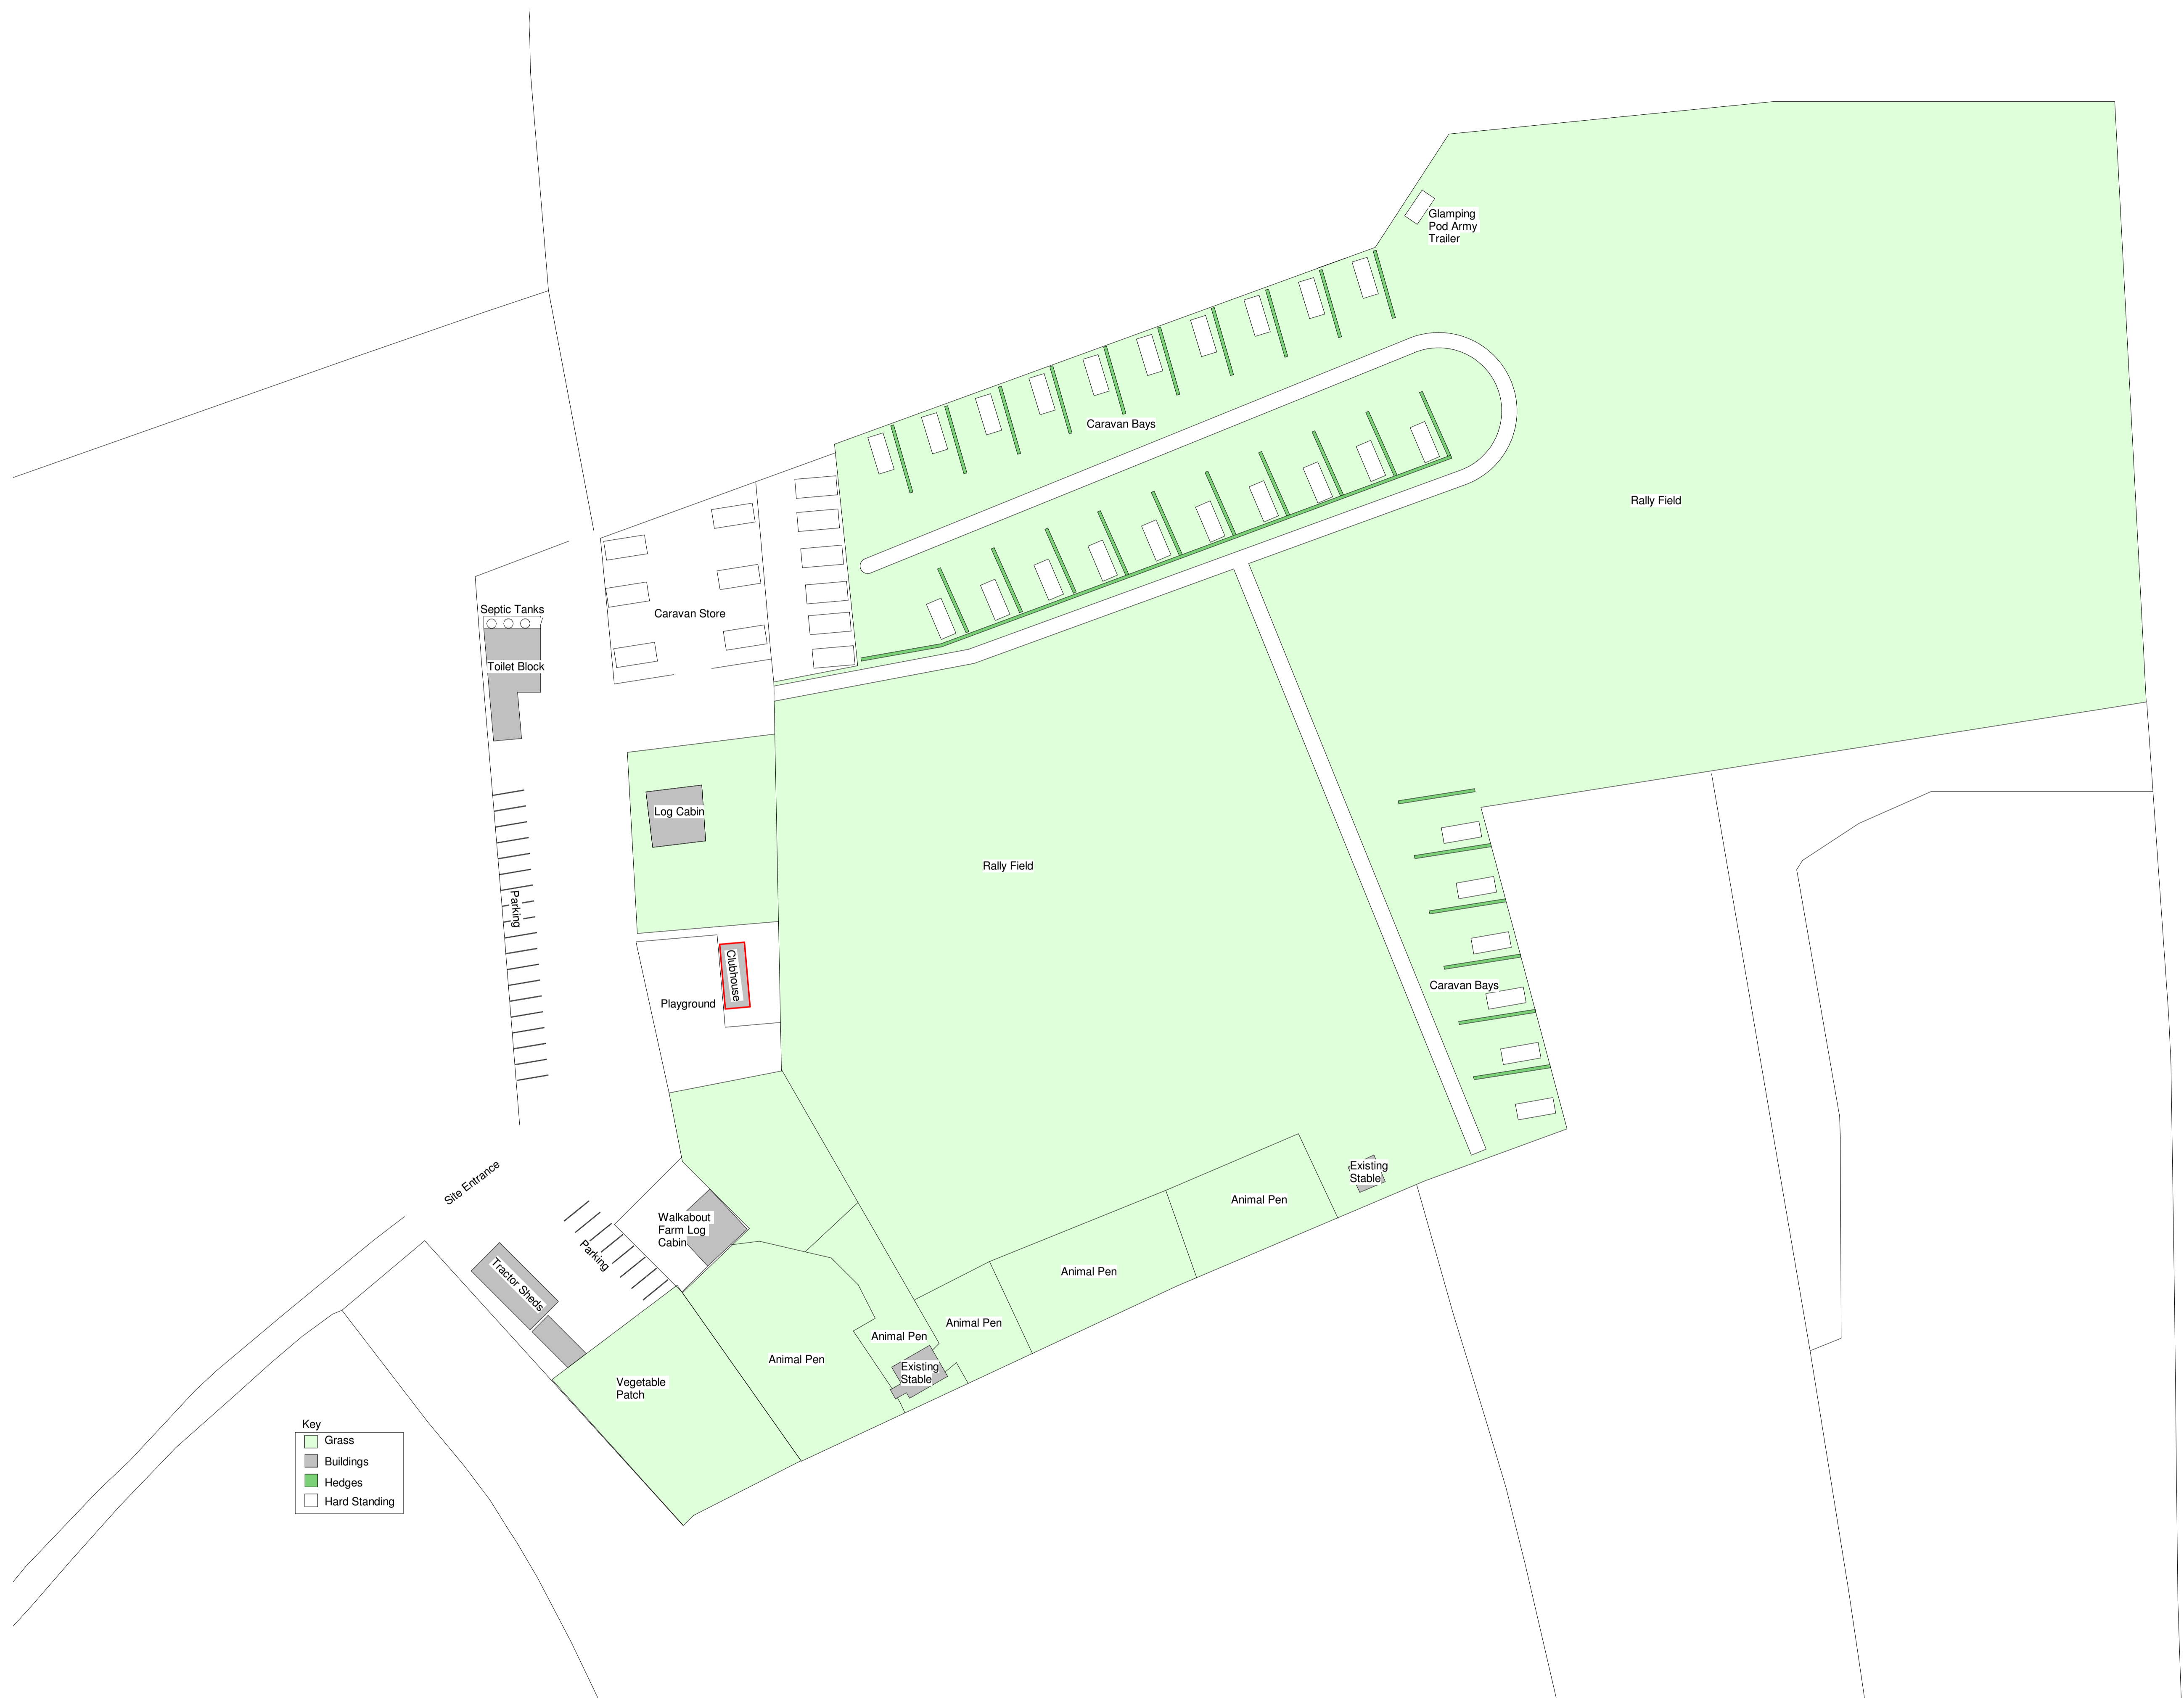 Glamping
Pod Army
Trailer
Caravan Bays
Rally Field
Septic Tanks
Caravan Store
Toilet Block
Log Cabin
Rally Field
Parking
Clubhouse
Playground
Caravan Bays
Site Entrance
Existing
Stable
Animal Pen
Walkabout
Farm Log
Cabin
Parking
Tractor Sheds
Animal Pen
Animal Pen
Animal Pen
Animal Pen
Existing
Stable
Vegetable
Patch
Key
Grass
Buildings
Hedges
Hard Standing